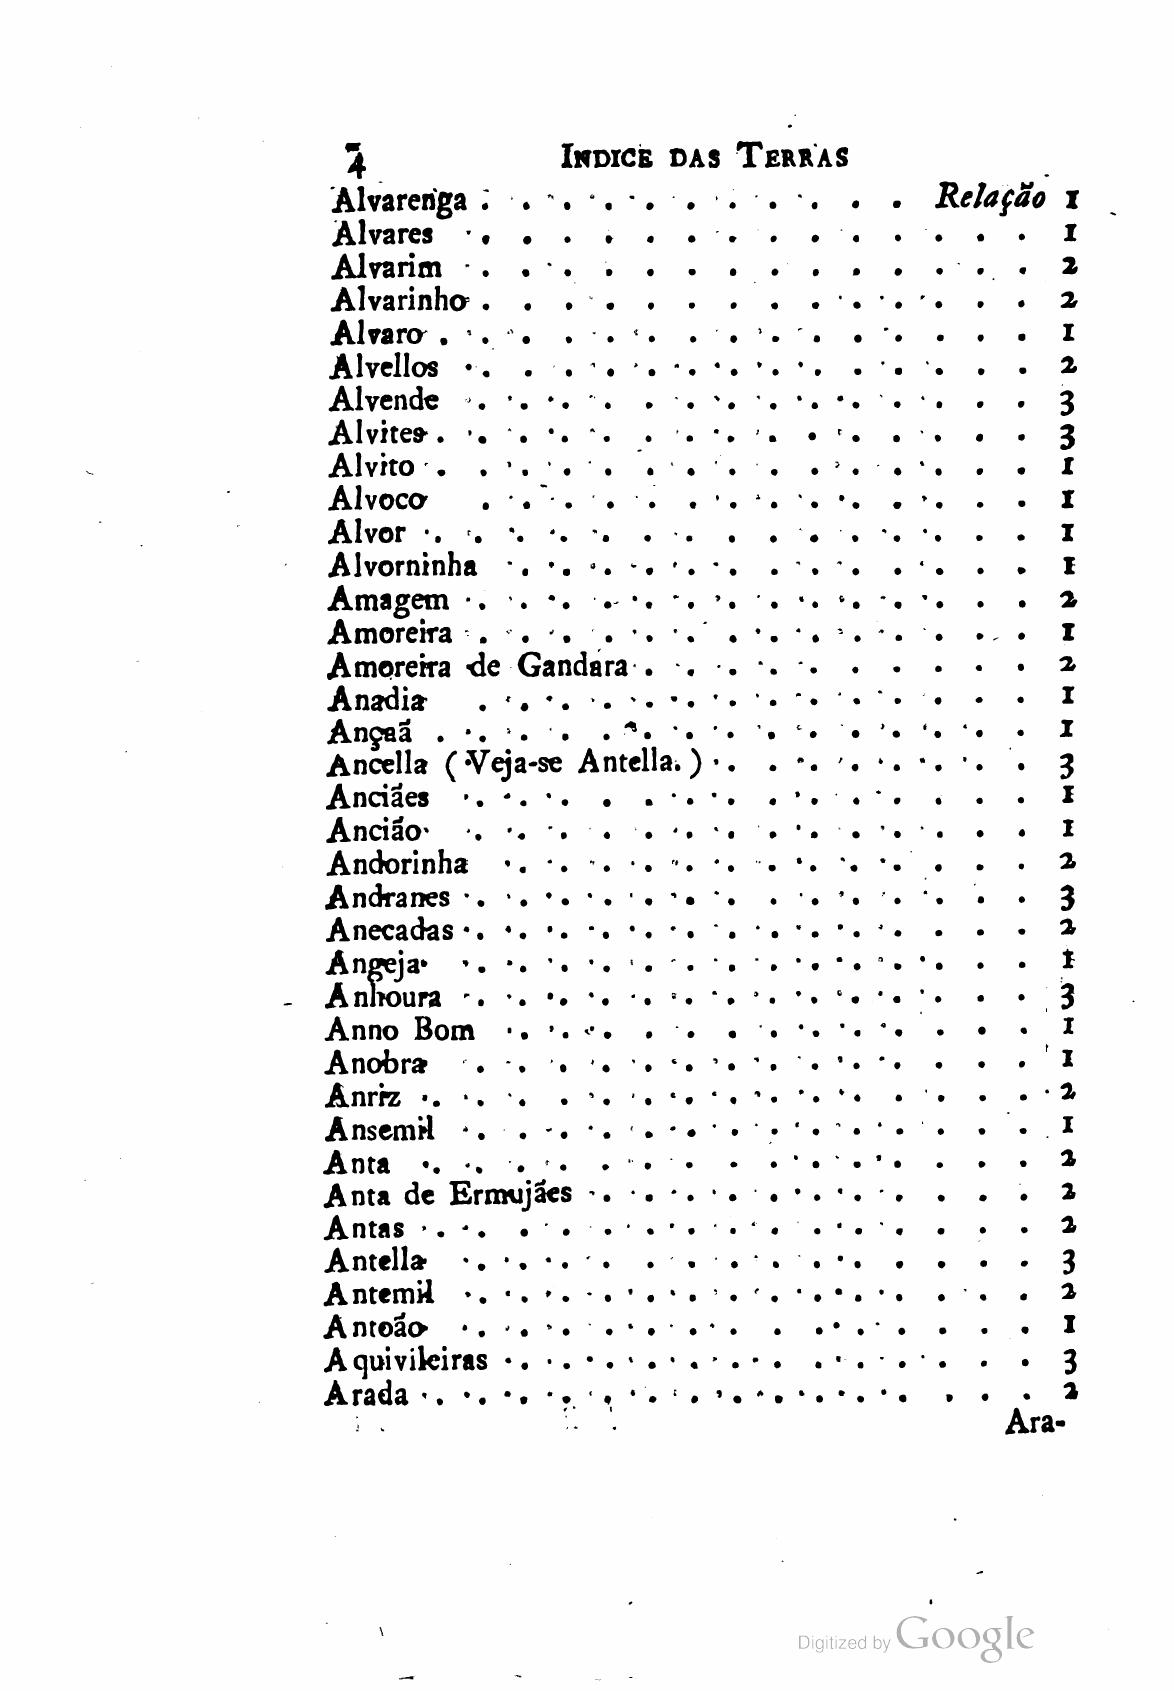 4 INDICE DAS TERRAS
Alvarenga . . . . . . . . . . . Relação 1
Alvares . . . . . . . . . . . . . . 1
Alvarim . . . . . . . . . . . . . . 2
Alvarinho . . . . . . . . . . . . . . 2
Alvaro . . . . . . . . . . . . . . 1
Alvellos . . . . . . . . . . . . . . 2
Alvende . . . . . . . . . . . . . . 3
Alvites . . . . . . . . . . . . . . 3
Alvito . . . . . . . . . . . . . . 1
Alvoco . . . . . . . . . . . . . . 1
Alvor . . . . . . . . . . . . . . 1
Alvorninha . . . . . . . . . . . . . 1
Amagem . . . . . . . . . . . . . . 2
Amoreira . . . . . . . . . . . . . . 1
Amoreira de Gandara . . . . . . . . . . 2
Anadia . . . . . . . . . . . . . . 1
Ançaã . . . . . . . . . . . . . . 1
Ancella (Veja-se Antella.) . . . . . . . . 3
Anciães . . . . . . . . . . . . . . 1
Ancião . . . . . . . . . . . . . . 1
Andorinha . . . . . . . . . . . . . 2
Andranes . . . . . . . . . . . . . . 3
Anecadas . . . . . . . . . . . . . . 2
Angeja . . . . . . . . . . . . . . 1
Anhoura . . . . . . . . . . . . . . 3
Anno Bom . . . . . . . . . . . . . 1
Anobra . . . . . . . . . . . . . . 1
Anriz . . . . . . . . . . . . . . 2
Ansemil . . . . . . . . . . . . . . 1
Anta . . . . . . . . . . . . . . 2
Anta de Ermujães . . . . . . . . . . . 2
Antas . . . . . . . . . . . . . . 2
Antella . . . . . . . . . . . . . . 3
Antemil . . . . . . . . . . . . . . 2
Antoão . . . . . . . . . . . . . . 1
Aquivileiras . . . . . . . . . . . . . 3
Arada . . . . . . . . . . . . . . 2
Ara-
Digitized by Google